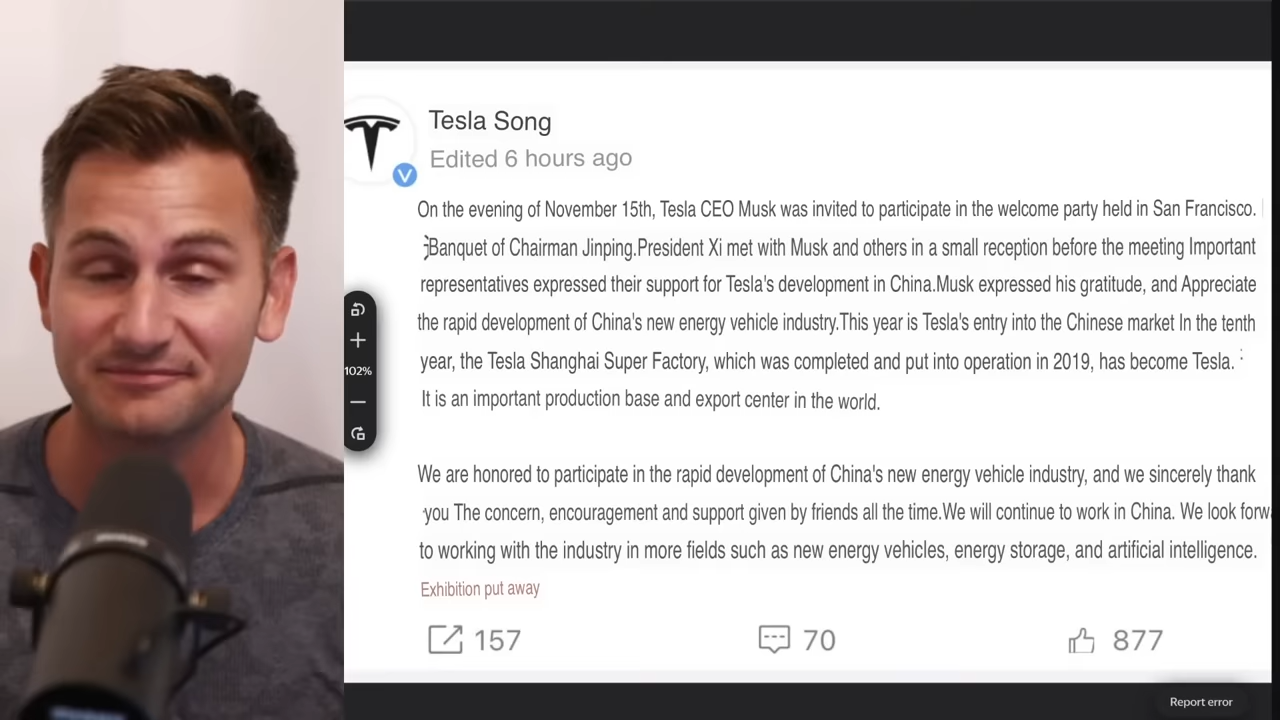 Tesla Song
V
Edited 6 hours ago
On the evening of November 15th, Tesla CEO Musk was invited to participate in the welcome party held in San Francisco.
Banquet of Chairman Jinping.President Xi met with Musk and others in a small reception before the meeting Important
representatives expressed their support for Tesla's development in China.Musk expressed his gratitude, and Appreciate
the rapid development of China's new energy vehicle industry.This year is Tesla's entry into the Chinese market In the tenth
year, the Tesla Shanghai Super Factory, which was completed and put into operation in 2019, has become Tesla.
It is an important production base and export center in the world.
We are honored to participate in the rapid development of China's new energy vehicle industry, and we sincerely thank
you The concern, encouragement and support given by friends all the time.We will continue to work in China. We look forw
to working with the industry in more fields such as new energy vehicles, energy storage, and artificial intelligence.
Exhibition put away
157 70 877
102%
Report error